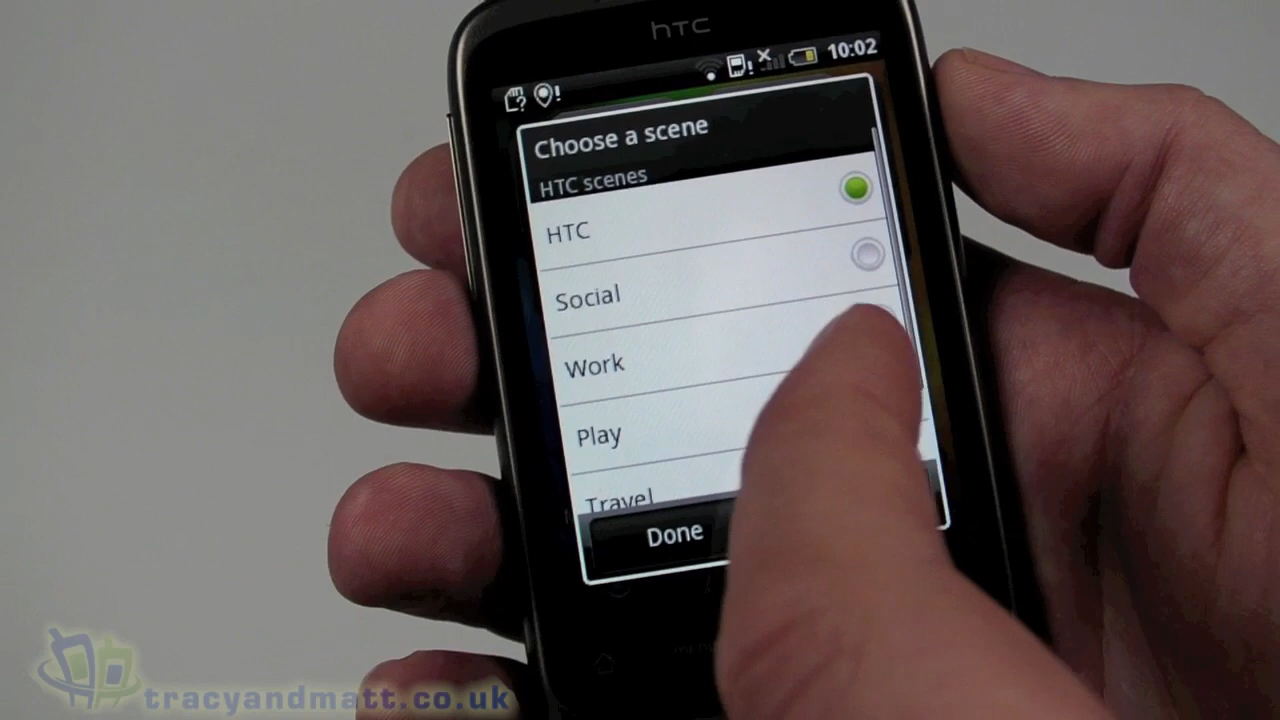 hTC
10:02
Choose a scene
HTC scenes
HTC
Social
Work
Play
Travel
Done
tracyandmatt.co.uk